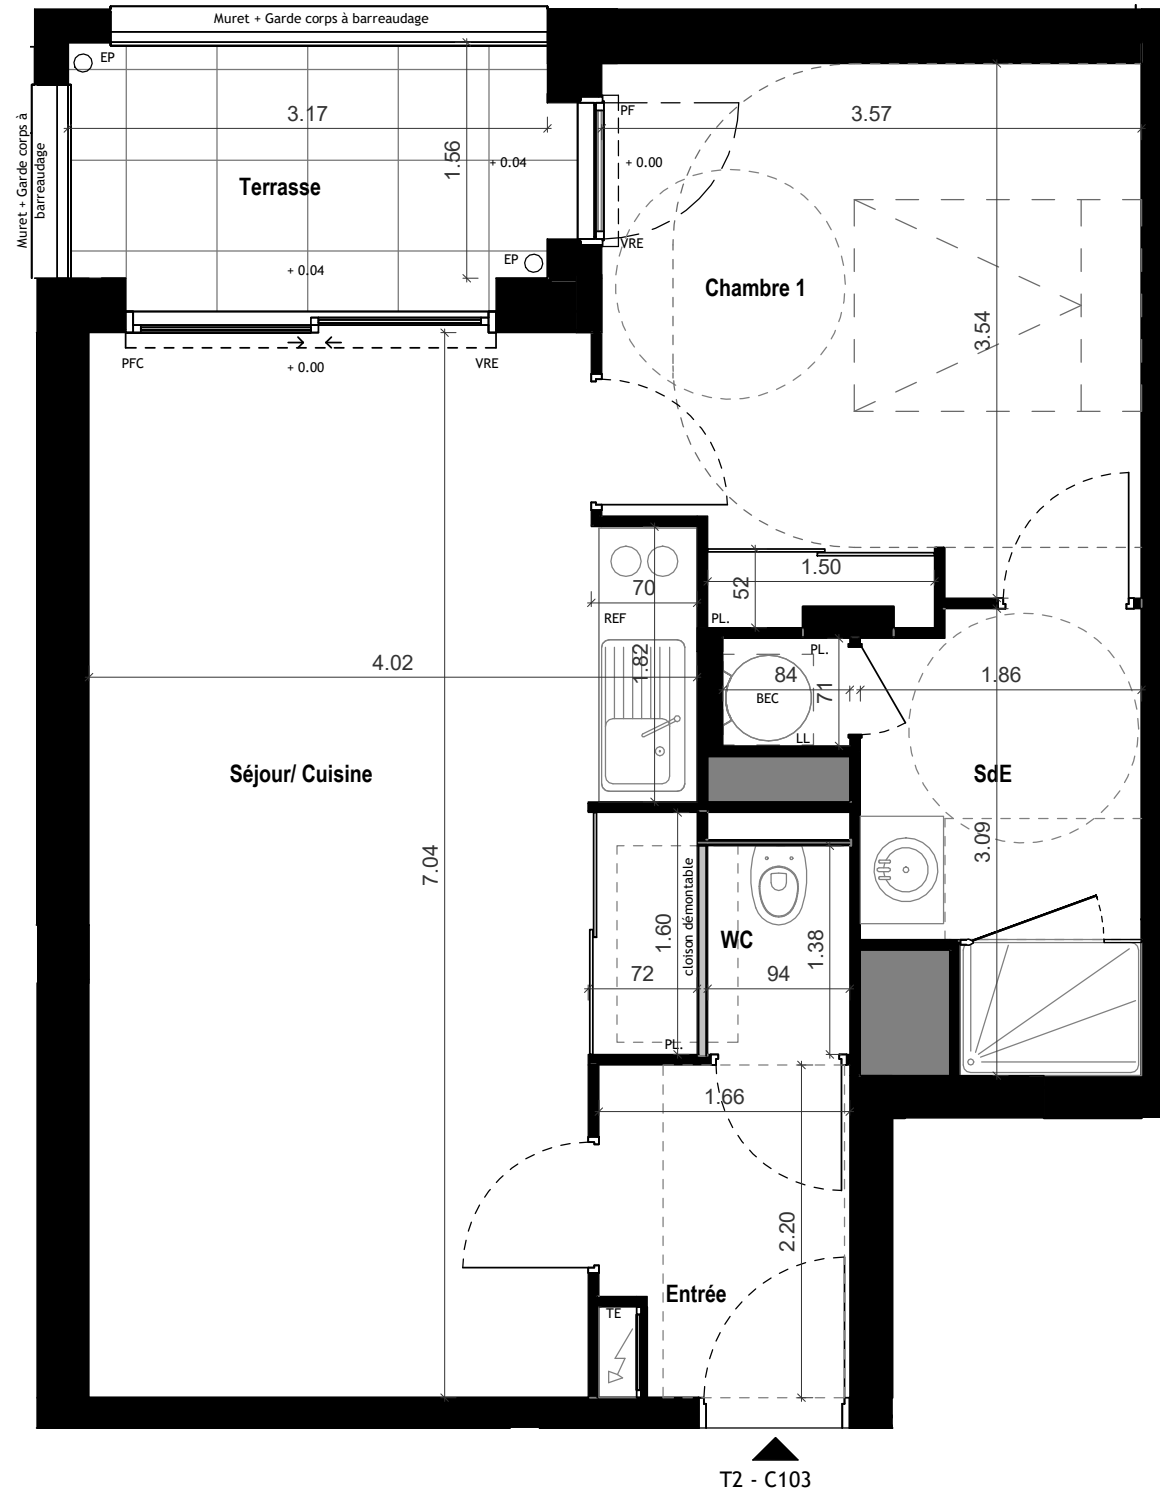 Muret + Garde corps à barreaudage
EP
Muret + Garde corps à
barreaudage
3.17
1.56
+ 0.04
Terrasse
EP
+ 0.04
PF
+ 0.00
VRE
3.57
Chambre 1
3.54
PFC
+ 0.00
VRE
70
REF
1.82
52
1.50
PL.
PL.
84
71
BEC
LL
1.86
4.02
Séjour/ Cuisine
SdE
3.09
7.04
1.60
cloison démontable
72
PL.
WC
1.38
94
1.66
2.20
Entrée
TE
T2 - C103